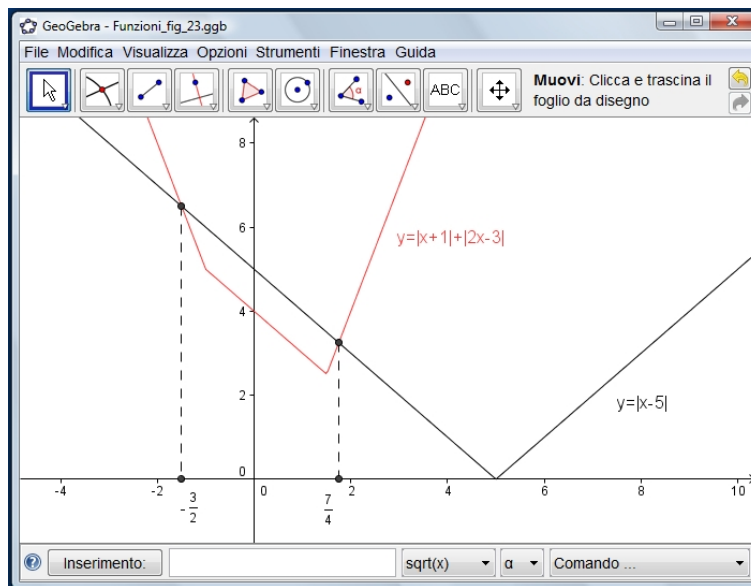 GeoGebra - Funzioni_fig_23.ggb
File Modifica Visualizza Opzioni Strumenti Finestra Guida
ABC
α
Muovi: Clicca e trascina il
foglio da disegno
8
6
y=|x+1|+|2x-3|
4
2
y=|x-5|
0
-4 -2 0 2 4 6 8 10
-3/2
7/4
Inserimento: sqrt(x) α Comando ...